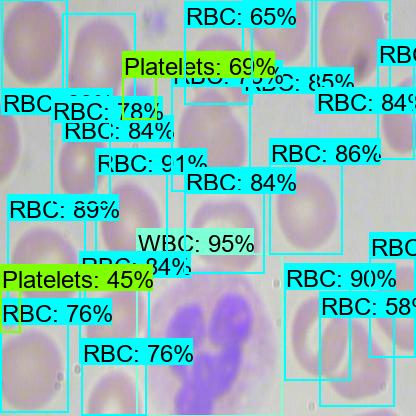 RBC: 65%
RBC
Platelets: 69%
RBC: 85%
RBC: 84%
RBC
78%
RBC: 84%
RBC: 91%
RBC: 86%
RBC: 84%
RBC: 89%
WBC: 95%
RBC
84%
Platelets: 45%
RBC: 90%
RBC: 76%
RBC: 58%
RBC: 76%